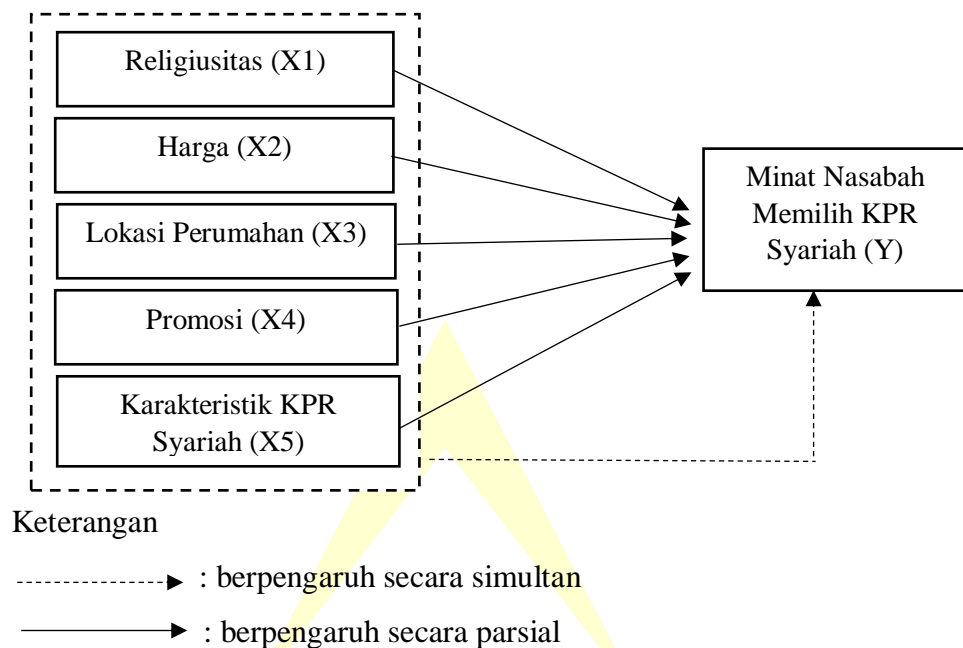 Religiusitas (X1)
Harga (X2)
Lokasi Perumahan (X3)
Promosi (X4)
Karakteristik KPR
Syariah (X5)
Minat Nasabah
Memilih KPR
Syariah (Y)
Keterangan
: berpengaruh secara simultan
: berpengaruh secara parsial